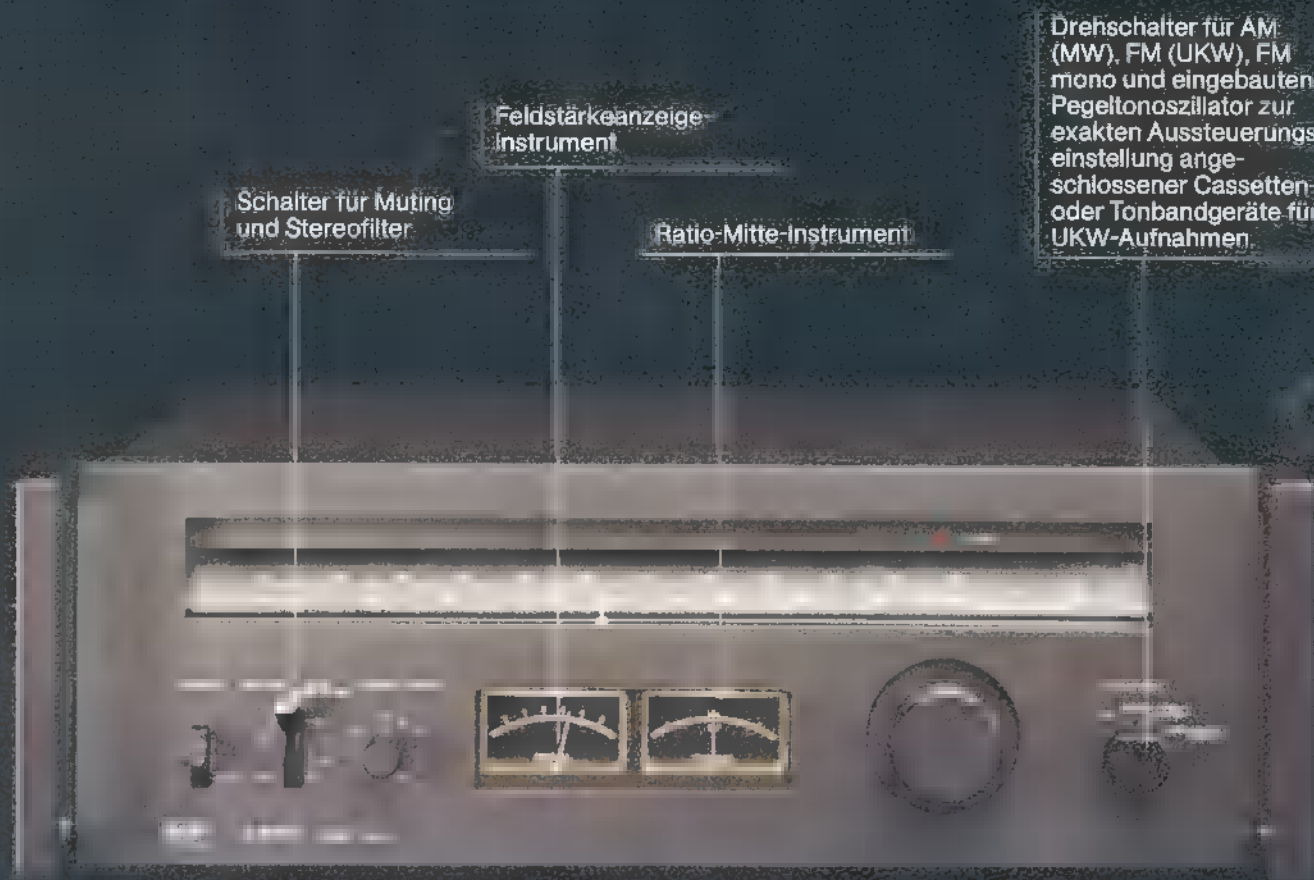 Drehschalter für AM
(MW), FM (UKW), FM
mono und eingebauten
Pegeltonoszillator zur
exakten Aussteuerungs
einstellung ange-
schlossener Cassetten
oder Tonbandgeräte für
UKW-Aufnahmen
Feldstärkeanzeige-
instrument
Schalter für Muting
und Stereofilter
Ratio-Mitte-Instrument